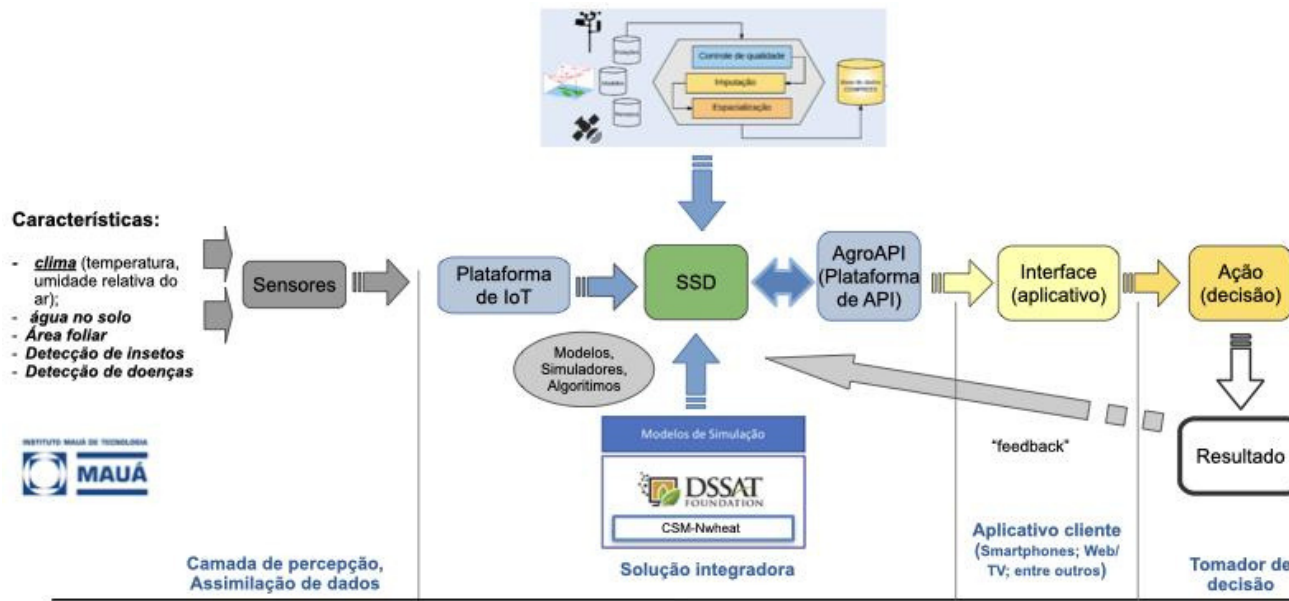 Estações
Modelos
Controle de qualidade
Imputação
Espacialização
Características:
- clima (temperatura,
umidade relativa do
ar);
- água no solo
- Área foliar
- Detecção de insetos
- Detecção de doenças
Sensores
Plataforma
de IoT
SSD
AgroAPI
(Plataforma
de API)
Interface
(aplicativo)
Ação
(decisão)
Modelos,
Simuladores,
Algoritimos
Modelos de Simulação
DSSAT
FOUNDATION
CSM-Nwheat
"feedback"
Resultado
INSTITUTO MAUÁ DE TECNOLOGIA
MAUÁ
Camada de percepção,
Assimilação de dados
Solução integradora
Aplicativo cliente
(Smartphones; Web/
TV; entre outros)
Tomador de
decisão